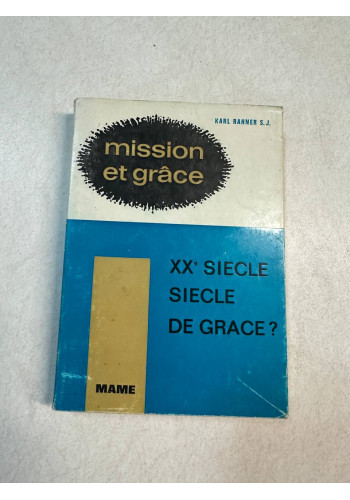 KARL RAHNER S.J.
mission
et grâce
XXᵉ SIECLE
SIECLE
DE GRACE ?
MAME